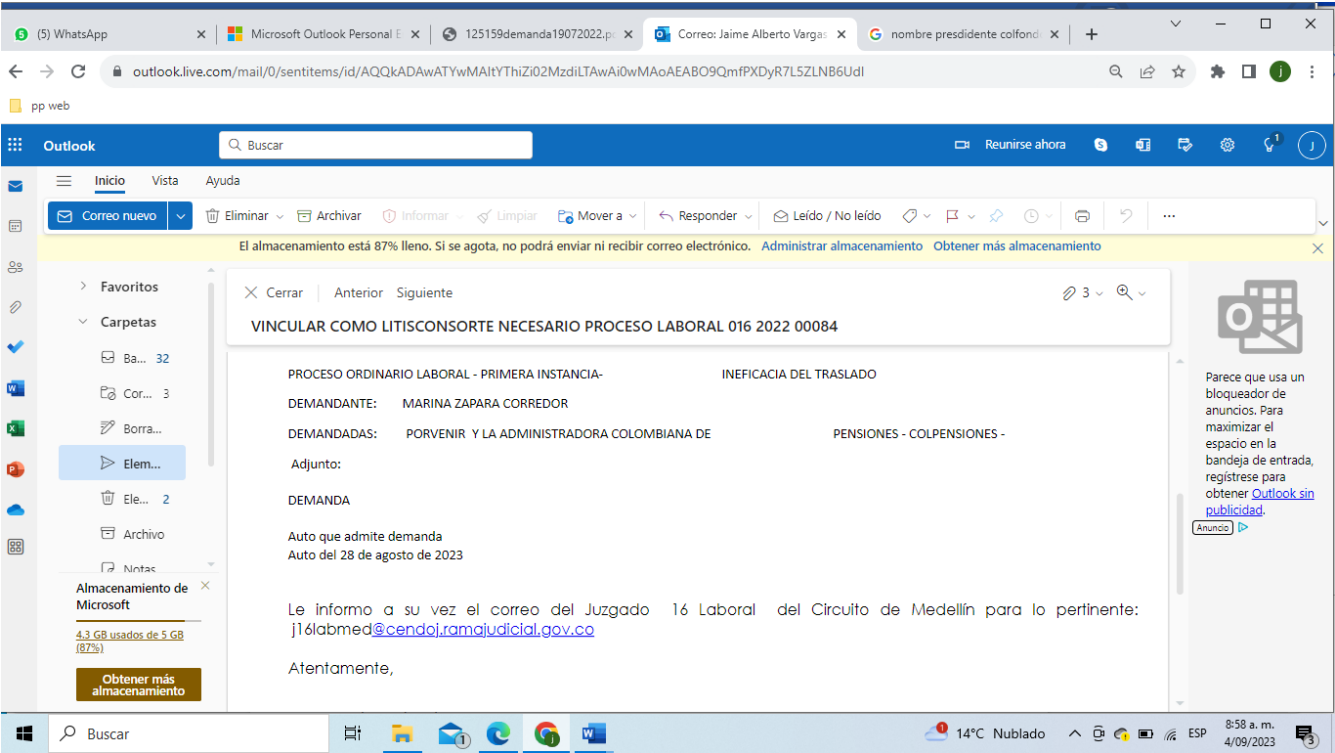 (5) WhatsApp
Microsoft Outlook Personal E
125159demanda19072022.p
Correo: Jaime Alberto Vargas
nombre presdidente colfond
outlook.live.com/mail/0/sentitems/id/AQQkADAwATYwMAItYThiZi02MzdiLTAwAi0wMAoAEABO9QmfPXDyR7L5ZLNB6UdI
pp web
Outlook
Buscar
Reunirse ahora
1
J
Inicio Vista Ayuda
Correo nuevo Eliminar Archivar Informar Limpiar Mover a Responder Leído / No leído
El almacenamiento está 87% lleno. Si se agota, no podrá enviar ni recibir correo electrónico. Administrar almacenamiento Obtener más almacenamiento
Favoritos
Carpetas
Ba... 32
Cor... 3
Borra...
Elem...
Ele... 2
Archivo
Notas
Almacenamiento de
Microsoft
4.3 GB usados de 5 GB
(87%)
Obtener más
almacenamiento
Cerrar Anterior Siguiente
3
VINCULAR COMO LITISCONSORTE NECESARIO PROCESO LABORAL 016 2022 00084
PROCESO ORDINARIO LABORAL - PRIMERA INSTANCIA- INEFICACIA DEL TRASLADO
DEMANDANTE: MARINA ZAPARA CORREDOR
DEMANDADAS: PORVENIR Y LA ADMINISTRADORA COLOMBIANA DE PENSIONES - COLPENSIONES -
Adjunto:
DEMANDA
Auto que admite demanda
Auto del 28 de agosto de 2023
Le informo a su vez el correo del Juzgado 16 Laboral del Circuito de Medellín para lo pertinente:
j16labmed@cendoj.ramajudicial.gov.co
Atentamente,
Parece que usa un
bloqueador de
anuncios. Para
maximizar el
espacio en la
bandeja de entrada,
regístrese para
obtener Outlook sin
publicidad.
Anuncio
Buscar
14°C Nublado
ESP
8:58 a. m.
4/09/2023
3